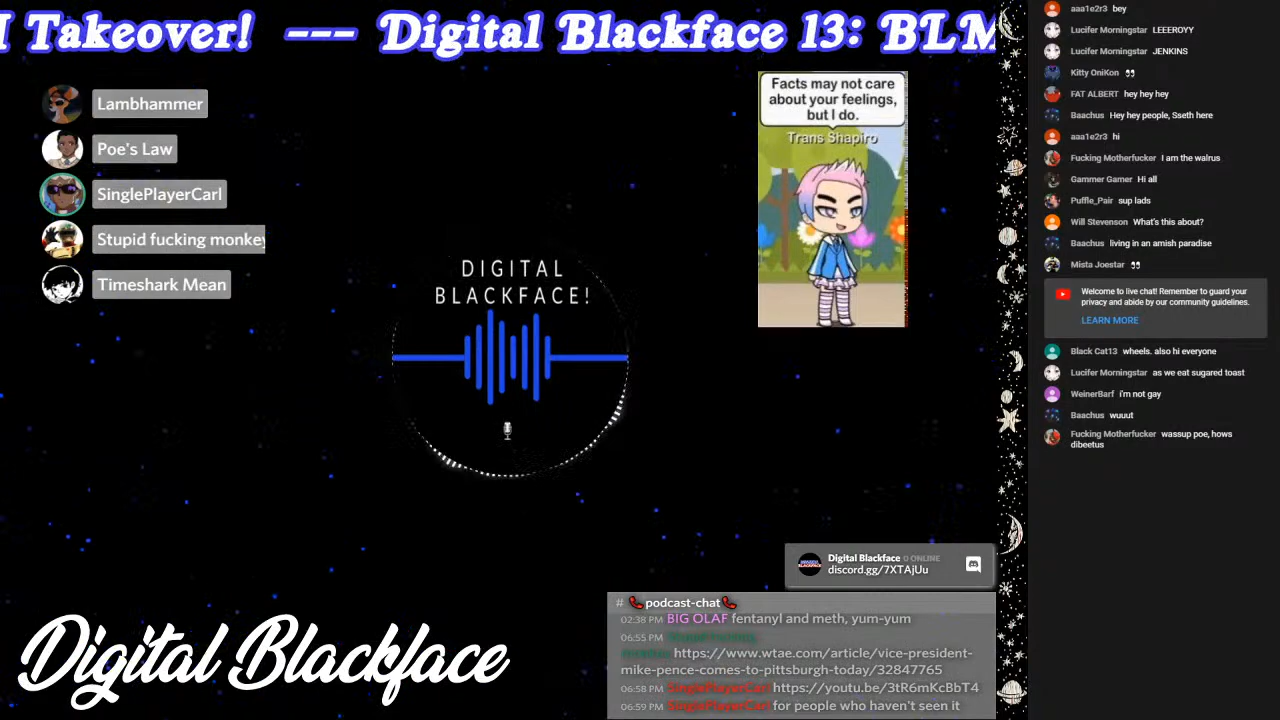 I Takeover! --- Digital Blackface 13: BLM
Lambhammer
Poe's Law
SinglePlayerCarl
Stupid fucking monkey
Timeshark Mean
DIGITAL
BLACKFACE!
Facts may not care
about your feelings,
but I do.
Trans Shapiro
Digital Blackface 0 ONLINE
discord.gg/7XTAjUu
# podcast-chat
02:38 PM BIG OLAF fentanyl and meth, yum-yum
06:55 PM
https://www.wtae.com/article/vice-president-
mike-pence-comes-to-pittsburgh-today/32847765
06:58 PM SinglePlayerCarl https://youtu.be/3tR6mKcBbT4
06:59 PM SinglePlayerCarl for people who haven't seen it
Digital Blackface
aaa1e2r3 bey
Lucifer Morningstar LEEEROYY
Lucifer Morningstar JENKINS
Kitty OniKon
FAT ALBERT hey hey hey
Baachus Hey hey people, Sseth here
aaa1e2r3 hi
Fucking Motherfucker I am the walrus
Gammer Gamer Hi all
Puffle_Pair sup lads
Will Stevenson What's this about?
Baachus living in an amish paradise
Mista Joestar
Welcome to live chat! Remember to guard your
privacy and abide by our community guidelines.
LEARN MORE
Black Cat13 wheels. also hi everyone
Lucifer Morningstar as we eat sugared toast
WeinerBarf i'm not gay
Baachus wuuut
Fucking Motherfucker wassup poe, hows
dibeetus